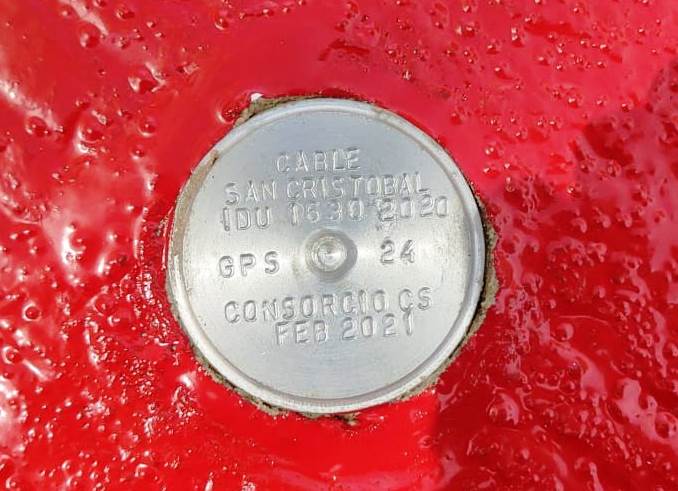 CABLE
SAN CRISTOBAL
IDU 1630 2020
GPS 24
CONSORCIO CS
FEB 2021